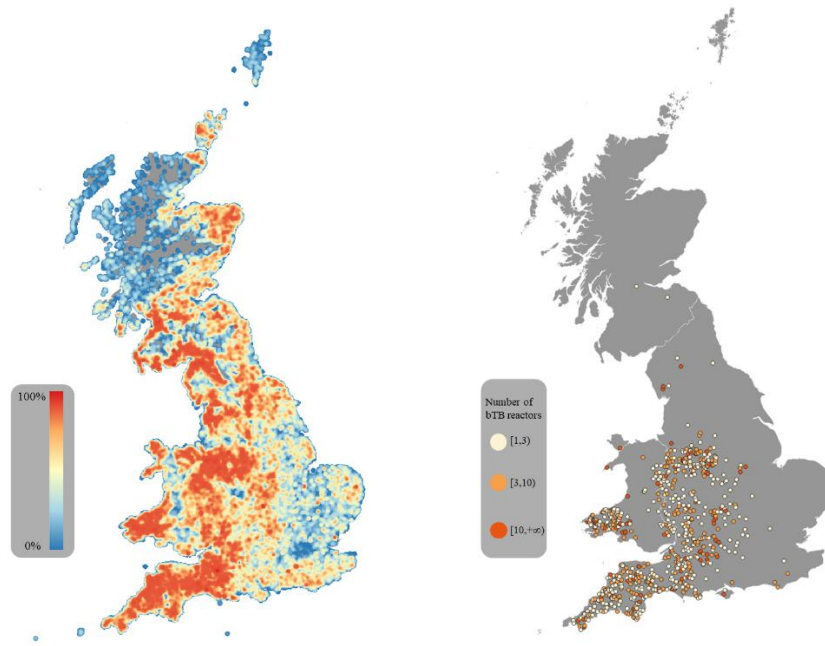 100%
0%
Number of
bTB reactors
[1,3)
[3,10)
[10,+∞)